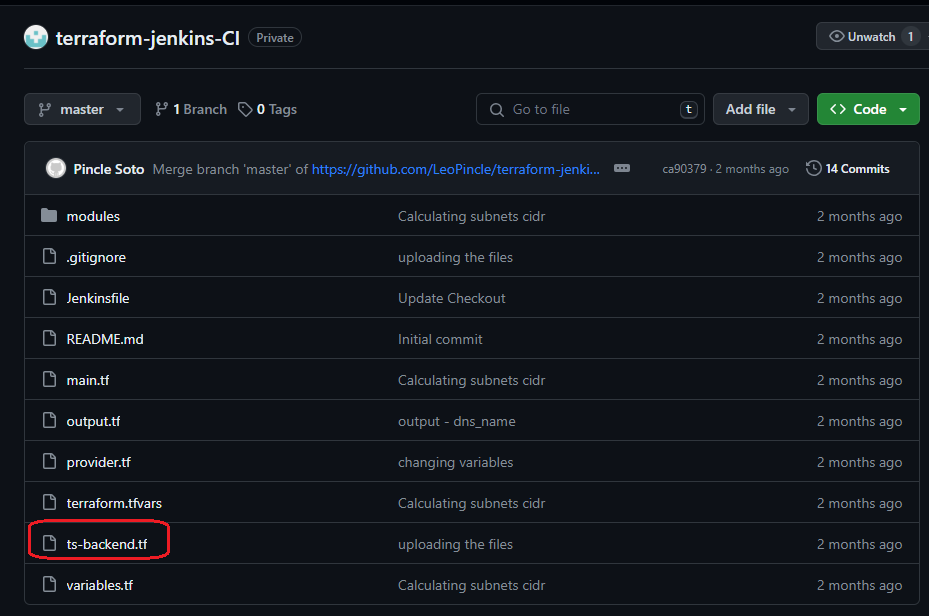 terraform-jenkins-CI Private Unwatch 1
master 1 Branch 0 Tags Go to file t Add file Code
Pincle Soto Merge branch 'master' of https://github.com/LeoPincle/terraform-jenki... ca90379 · 2 months ago 14 Commits
modules Calculating subnets cidr 2 months ago
.gitignore uploading the files 2 months ago
Jenkinsfile Update Checkout 2 months ago
README.md Initial commit 2 months ago
main.tf Calculating subnets cidr 2 months ago
output.tf output - dns_name 2 months ago
provider.tf changing variables 2 months ago
terraform.tfvars Calculating subnets cidr 2 months ago
ts-backend.tf uploading the files 2 months ago
variables.tf Calculating subnets cidr 2 months ago